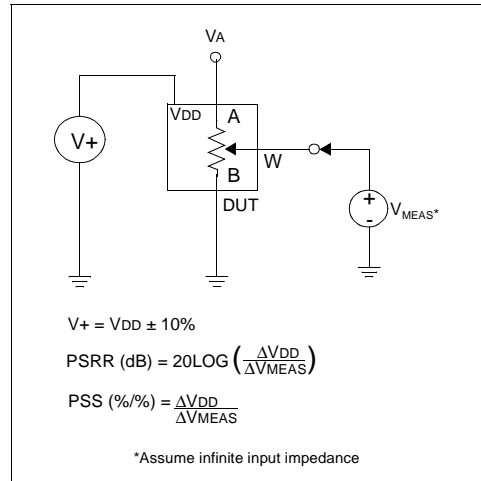 VA
VDD
A
V+
W
B
DUT
+
-
VMEAS*
V+ = VDD ± 10%
PSRR (dB) = 20LOG (ΔVDD/ΔVMEAS)
PSS (%/%) = ΔVDD/ΔVMEAS
*Assume infinite input impedance